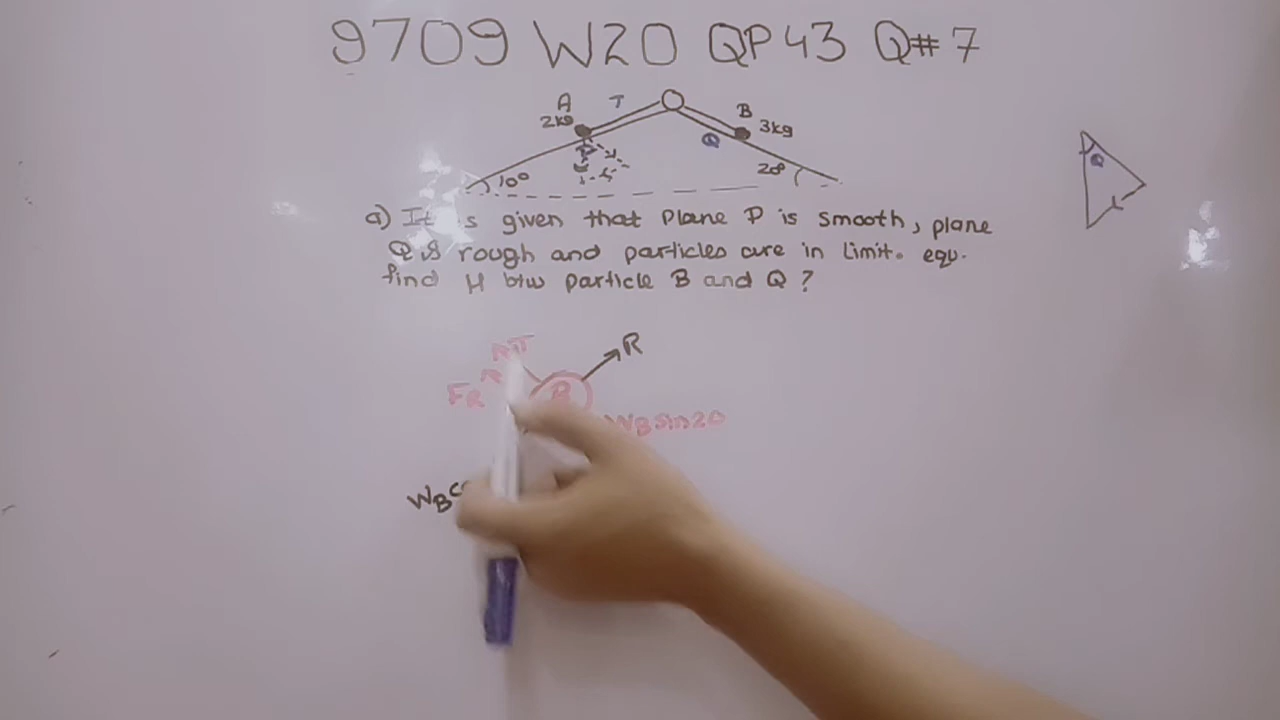 9709 W20 QP43 Q#7
A
2kg
T
B
3kg
P
Q
10°
20°
Q
a) It is given that Plane P is smooth, plane
Q is rough and particles are in Limit. equ.
find μ btw particle B and Q ?
R
T
FR
B
WB sin20
WB